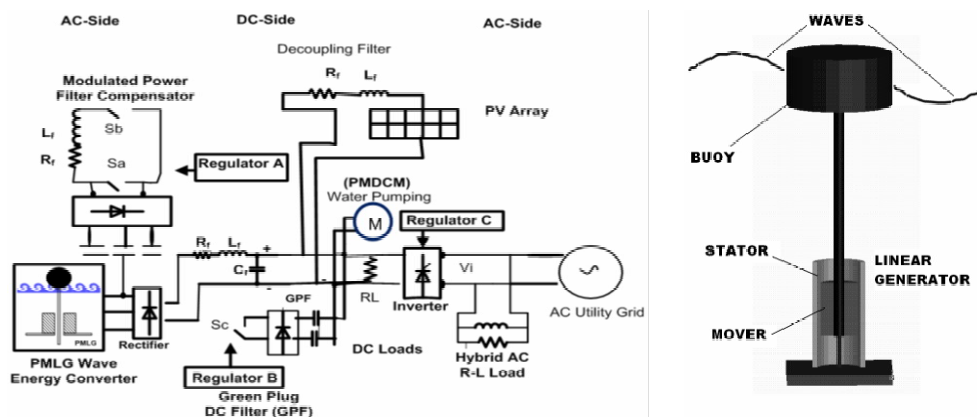 AC-Side
DC-Side
AC-Side
Decoupling Filter
Rf
Lf
Modulated Power
Filter Compensator
PV Array
Lf
Sb
Rf
Sa
Regulator A
(PMDCM)
Water Pumping
M
Regulator C
Rf
Lf
+
Cf
-
-
RL
Vi
Inverter
AC Utility Grid
GPF
Sc
DC Loads
PMLG
Rectifier
Hybrid AC
R-L Load
PMLG Wave
Energy Converter
Regulator B
Green Plug
DC Filter (GPF)
WAVES
BUOY
STATOR
LINEAR
GENERATOR
MOVER